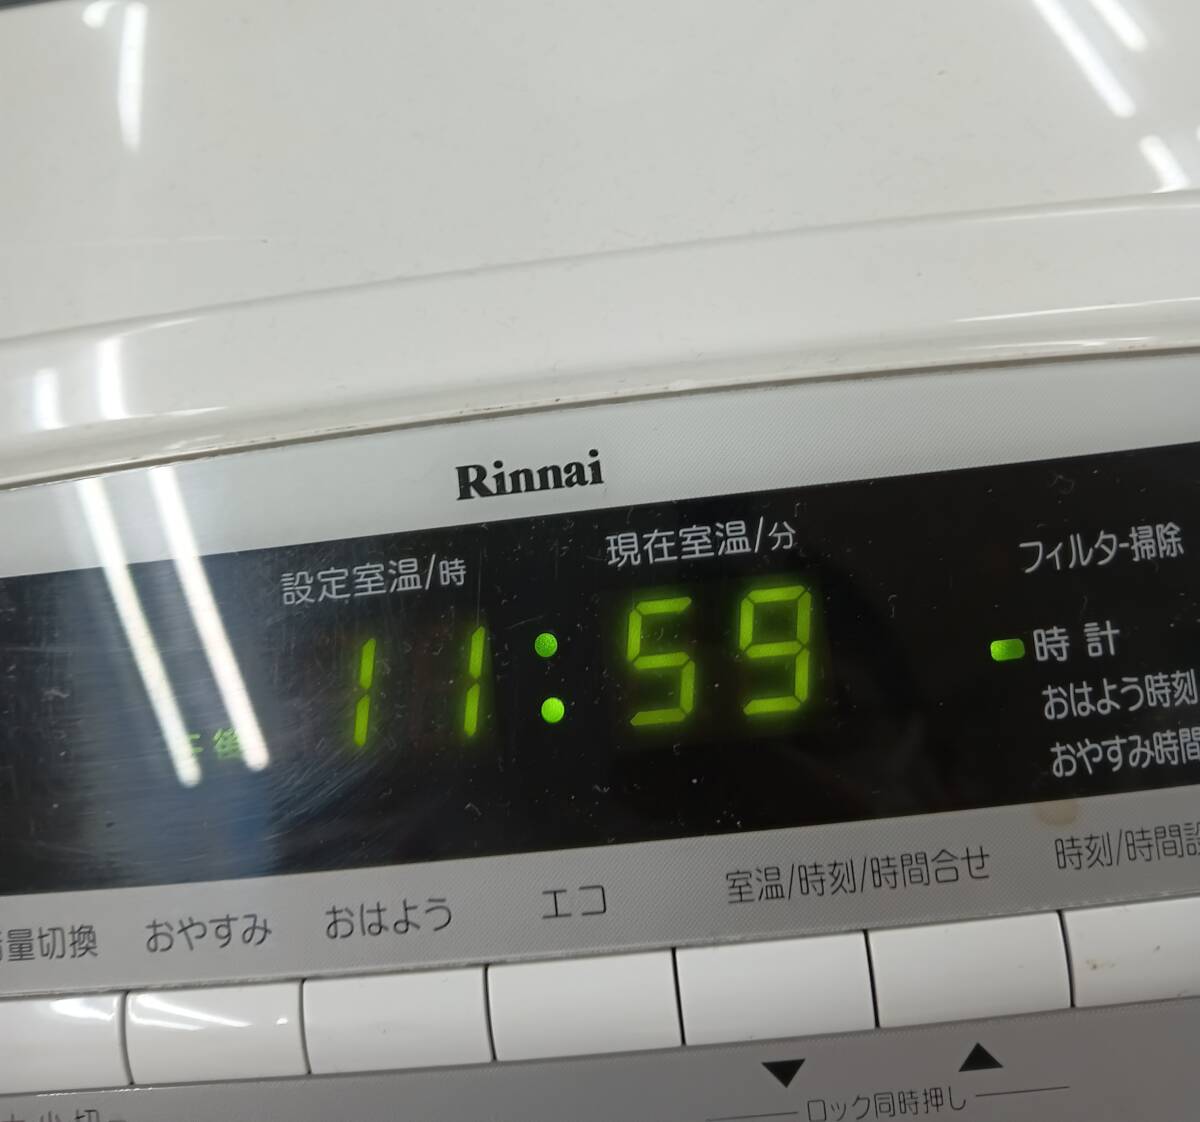 Rinnai
設定室温/時
現在室温/分
フィルター掃除
午後
11:59
時計
おはよう時刻
おやすみ時間
量切換
おやすみ
おはよう
エコ
室温/時刻/時間合せ
時刻/時間設
▼
▲
ロック同時押し